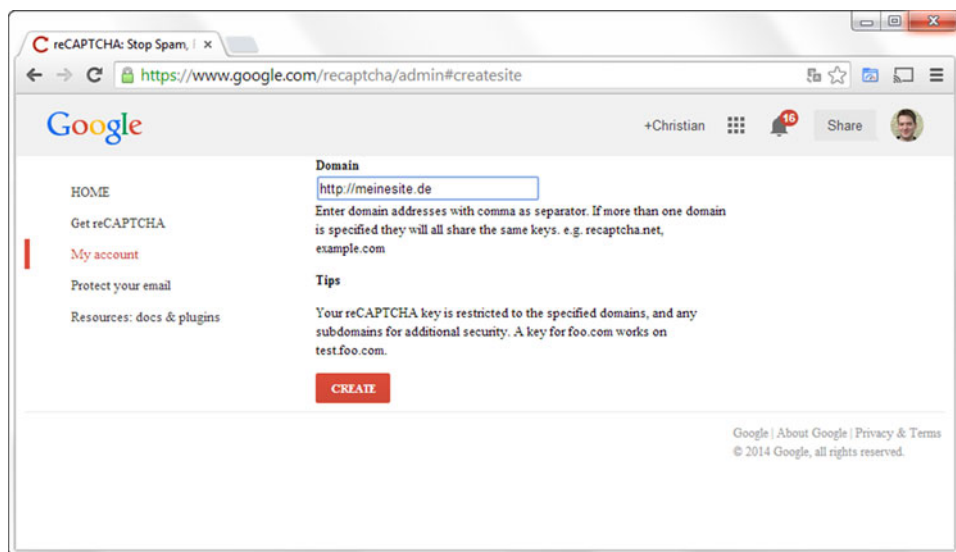 reCAPTCHA: Stop Spam,
https://www.google.com/recaptcha/admin#createsite
Google
+Christian
16
Share
HOME
Get reCAPTCHA
My account
Protect your email
Resources: docs & plugins
Domain
http://meinesite.de
Enter domain addresses with comma as separator. If more than one domain
is specified they will all share the same keys. e.g. recaptcha.net,
example.com
Tips
Your reCAPTCHA key is restricted to the specified domains, and any
subdomains for additional security. A key for foo.com works on
test.foo.com.
CREATE
Google | About Google | Privacy & Terms
© 2014 Google, all rights reserved.